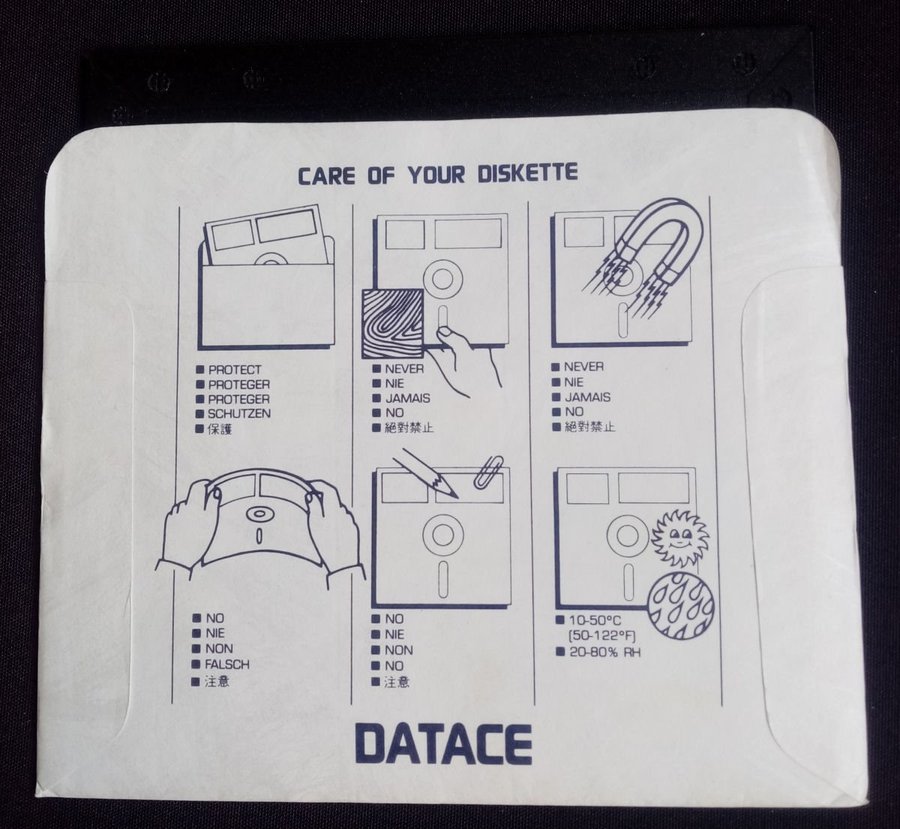 CARE OF YOUR DISKETTE
PROTECT
PROTEGER
PROTEGER
SCHUTZEN
保護
NEVER
NIE
JAMAIS
NO
絕對禁止
NEVER
NIE
JAMAIS
NO
絕對禁止
NO
NIE
NON
FALSCH
注意
NO
NIE
NON
NO
注意
10-50°C
(50-122°F)
20-80% RH
DATACE